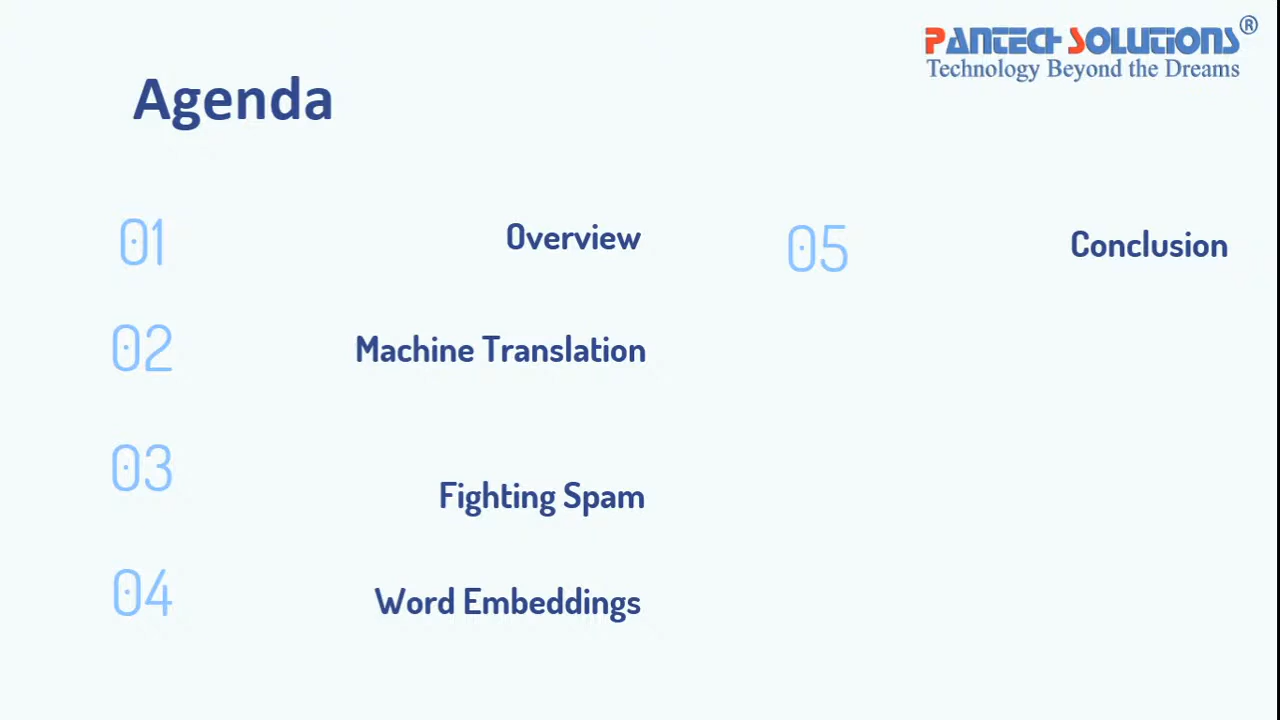 PANTECH SOLUTIONS®
Technology Beyond the Dreams
Agenda
01 Overview
02 Machine Translation
03 Fighting Spam
04 Word Embeddings
05 Conclusion